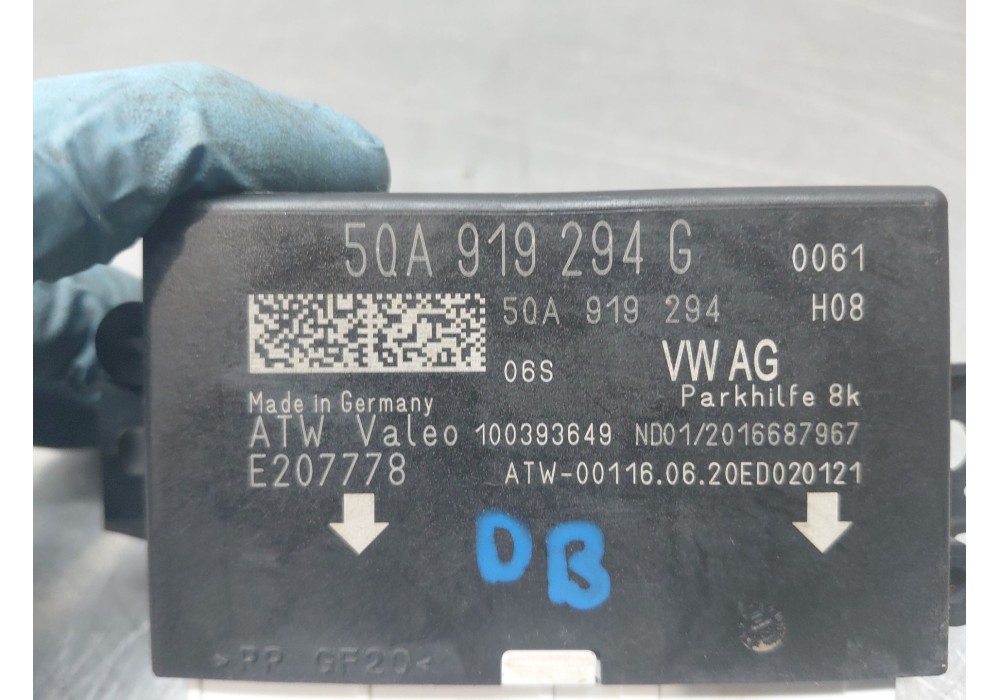 5QA 919 294 G 0061
5QA 919 294 H08
06S VW AG
Parkhilfe 8k
Made in Germany
ATW Valeo 100393649 ND01/2016687967
E207778 ATW-00116.06.20ED020121
DB
>PP GF20<